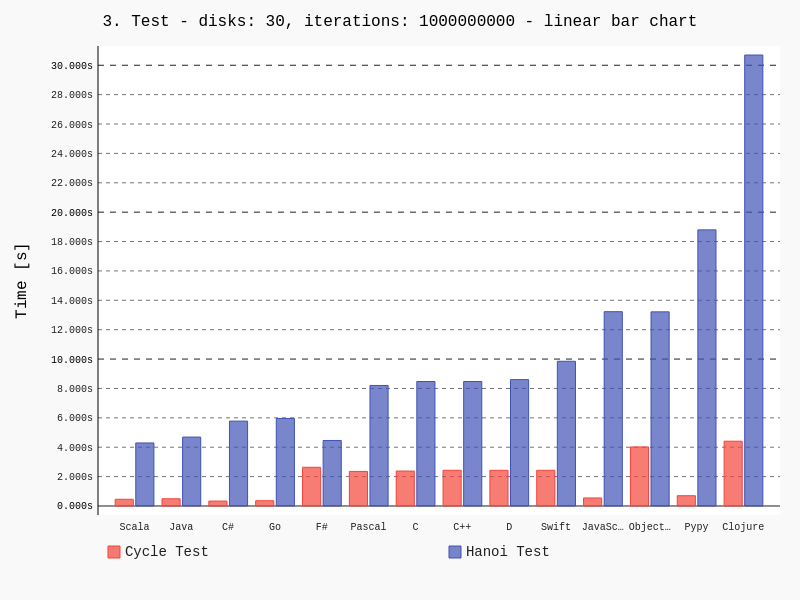 3. Test - disks: 30, iterations: 1000000000 - linear bar chart
Time [s]
30.000s
28.000s
26.000s
24.000s
22.000s
20.000s
18.000s
16.000s
14.000s
12.000s
10.000s
8.000s
6.000s
4.000s
2.000s
0.000s
Scala Java C# Go F# Pascal C C++ D Swift JavaSc… Object… Pypy Clojure
Cycle Test Hanoi Test